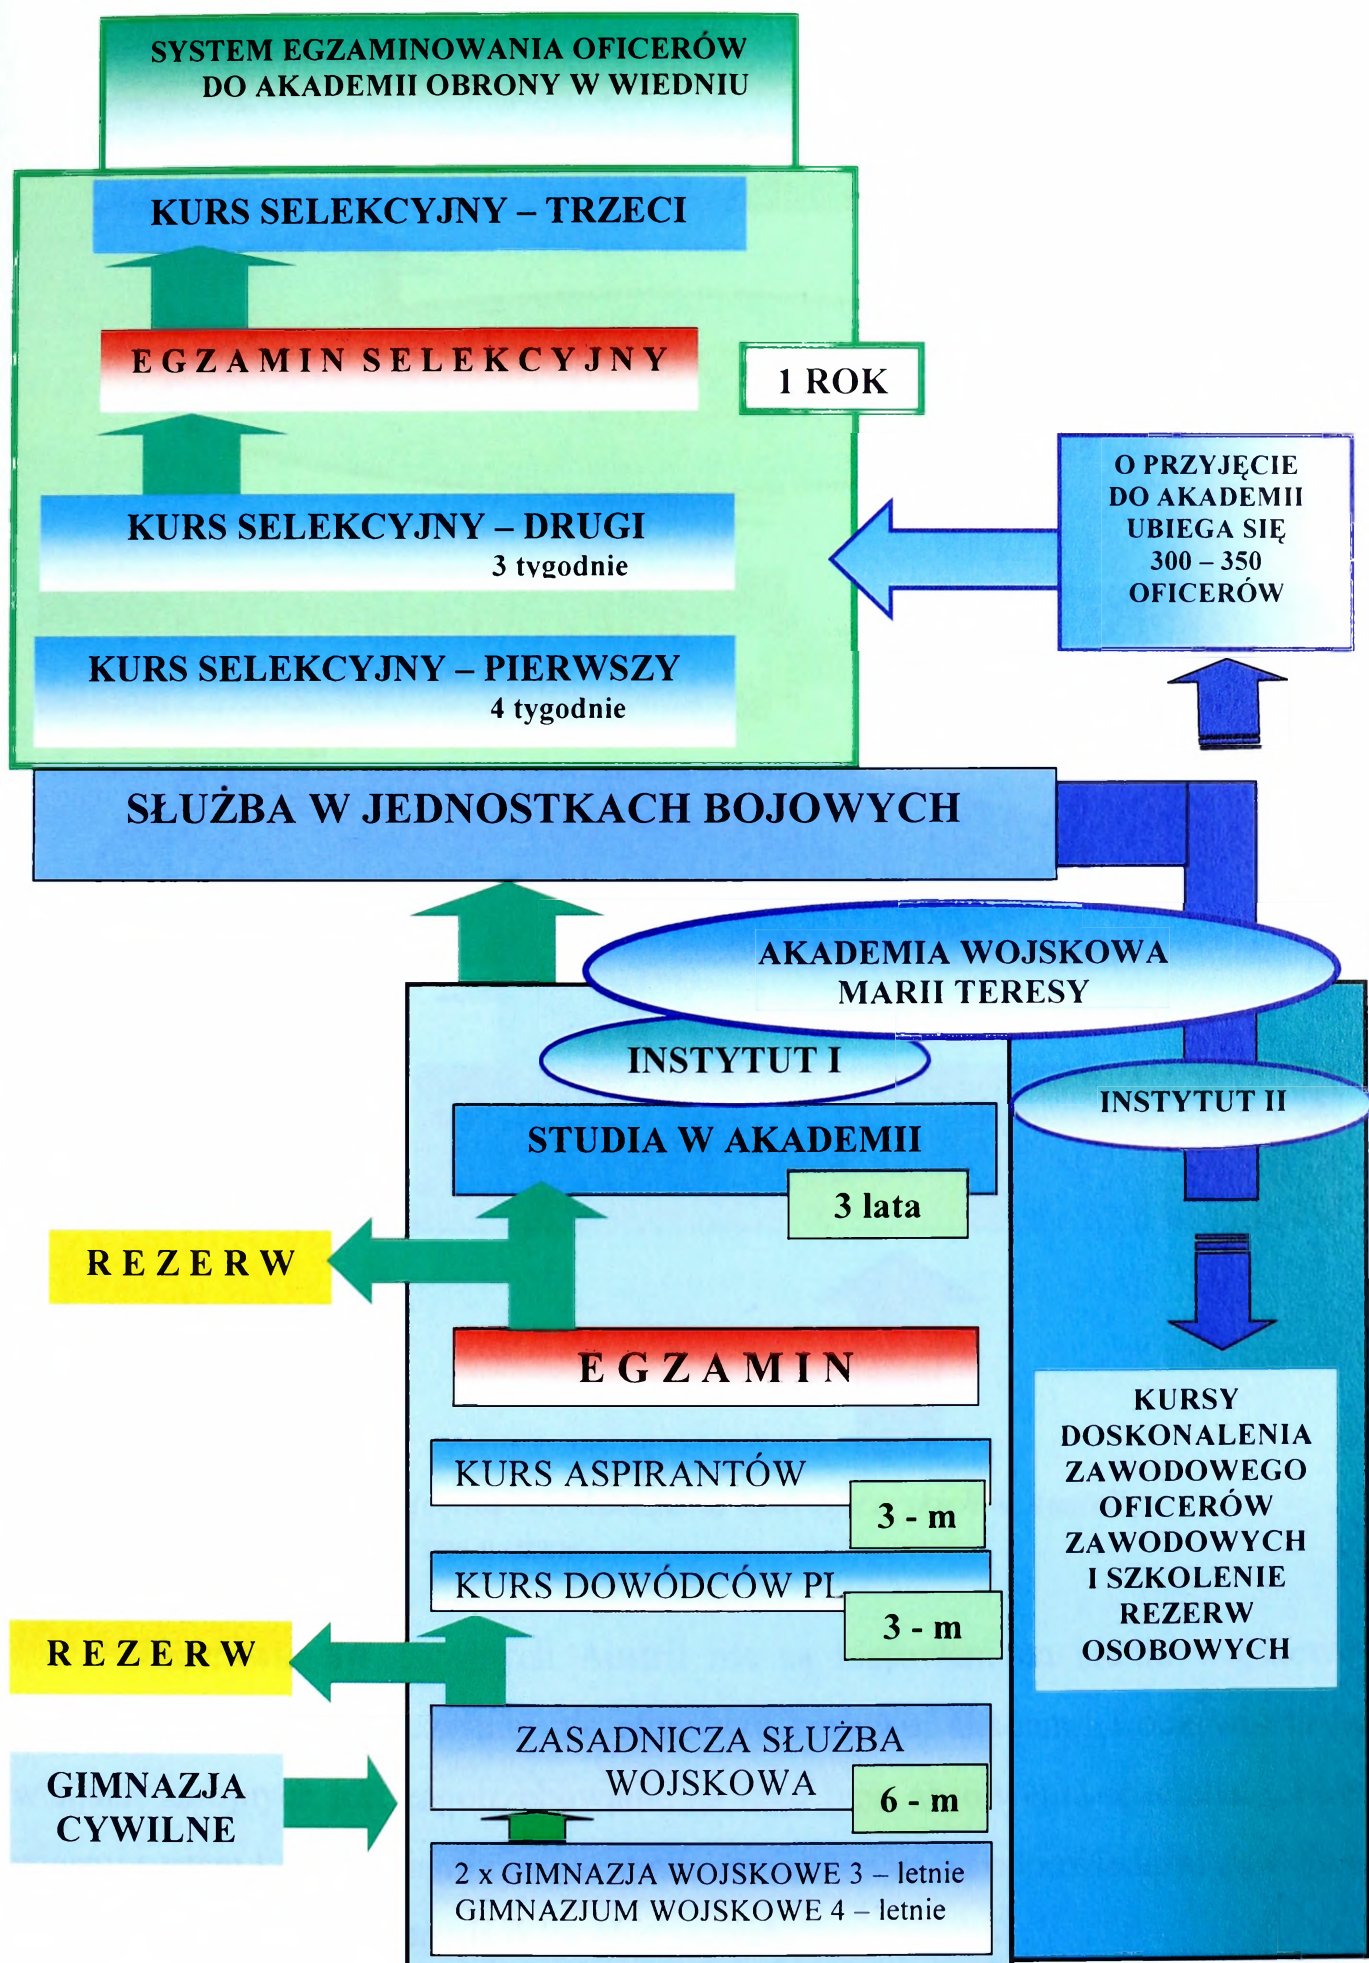 SYSTEM EGZAMINOWANIA OFICERÓW
DO AKADEMII OBRONY W WIEDNIU
KURS SELEKCYJNY – TRZECI
EGZAMIN SELEKCYJNY
1 ROK
O PRZYJĘCIE
DO AKADEMII
UBIEGA SIĘ
300 – 350
OFICERÓW
KURS SELEKCYJNY – DRUGI
3 tygodnie
KURS SELEKCYJNY – PIERWSZY
4 tygodnie
SŁUŻBA W JEDNOSTKACH BOJOWYCH
AKADEMIA WOJSKOWA
MARII TERESY
INSTYTUT I
INSTYTUT II
STUDIA W AKADEMII
3 lata
REZERW
EGZAMIN
KURS ASPIRANTÓW
3 - m
KURS DOWÓDCÓW PL
3 - m
KURSY
DOSKONALENIA
ZAWODOWEGO
OFICERÓW
ZAWODOWYCH
I SZKOLENIE
REZERW
OSOBOWYCH
REZERW
ZASADNICZA SŁUŻBA
WOJSKOWA
6 - m
GIMNAZJA
CYWILNE
2 x GIMNAZJA WOJSKOWE 3 – letnie
GIMNAZJUM WOJSKOWE 4 – letnie